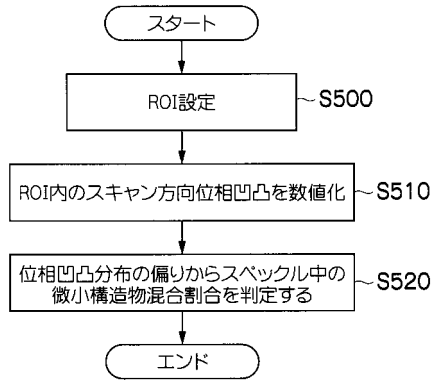 スタート
ROI設定
S500
ROI内のスキャン方向位相凹凸を数値化
S510
位相凹凸分布の偏りからスペックル中の
微小構造物混合割合を判定する
S520
エンド